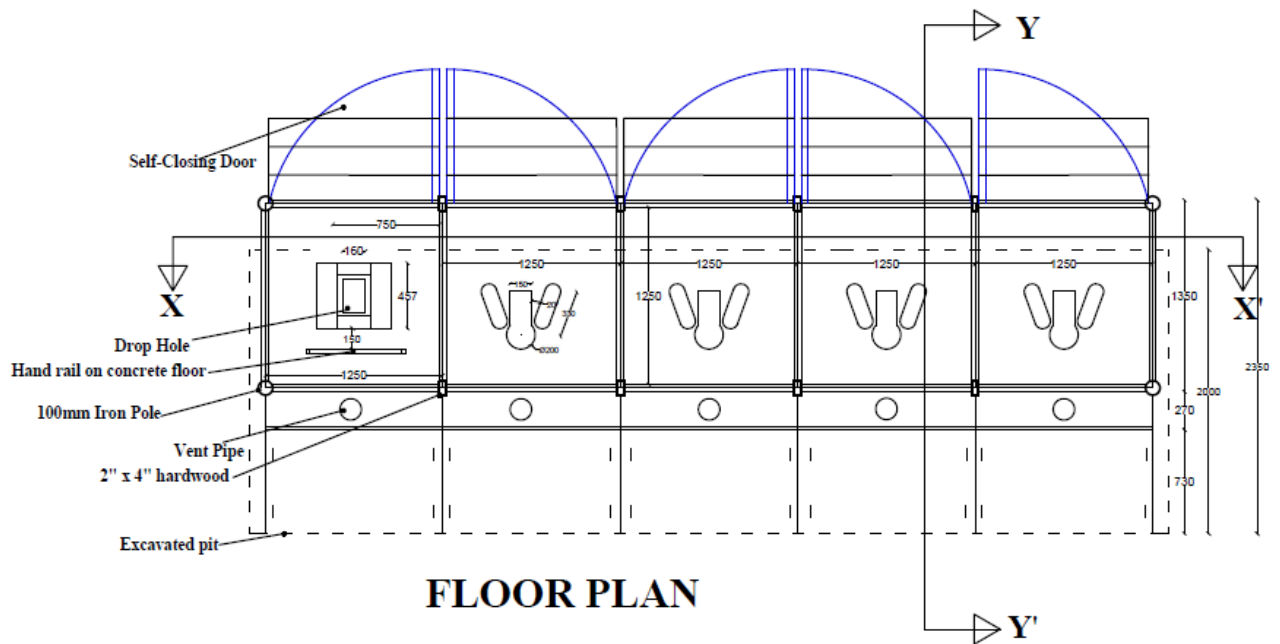 Y
Self-Closing Door
750
160
1250
1250
1250
1250
X
457
150
20
330
1250
1350
X'
Drop Hole
150
Ø200
2350
Hand rail on concrete floor
1250
2000
100mm Iron Pole
270
Vent Pipe
2" x 4" hardwood
730
Excavated pit
FLOOR PLAN
Y'